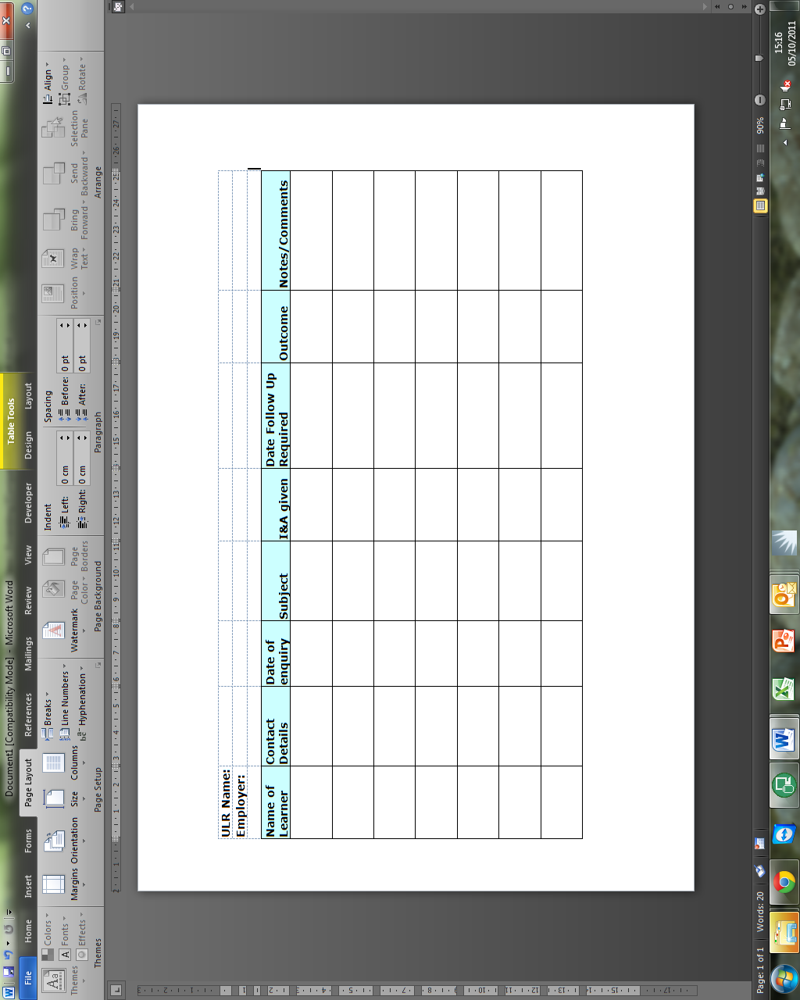 Document1 [Compatibility Mode] - Microsoft Word
Table Tools
File
Home
Insert
Forms
Page Layout
References
Mailings
Review
View
Developer
Design
Layout
Themes
Colors
Fonts
Effects
Themes
Margins
Orientation
Size
Columns
Breaks
Line Numbers
Hyphenation
Page Setup
Watermark
Page Color
Page Borders
Page Background
Indent
Left: 0 cm
Right: 0 cm
Spacing
Before: 0 pt
After: 0 pt
Paragraph
Position
Wrap Text
Bring Forward
Send Backward
Selection Pane
Align
Group
Rotate
Arrange
ULR Name:
Employer:
Name of Learner
Contact Details
Date of enquiry
Subject
I&A given
Date Follow Up Required
Outcome
Notes/Comments
Page: 1 of 1
Words: 20
90%
15:16
05/10/2011